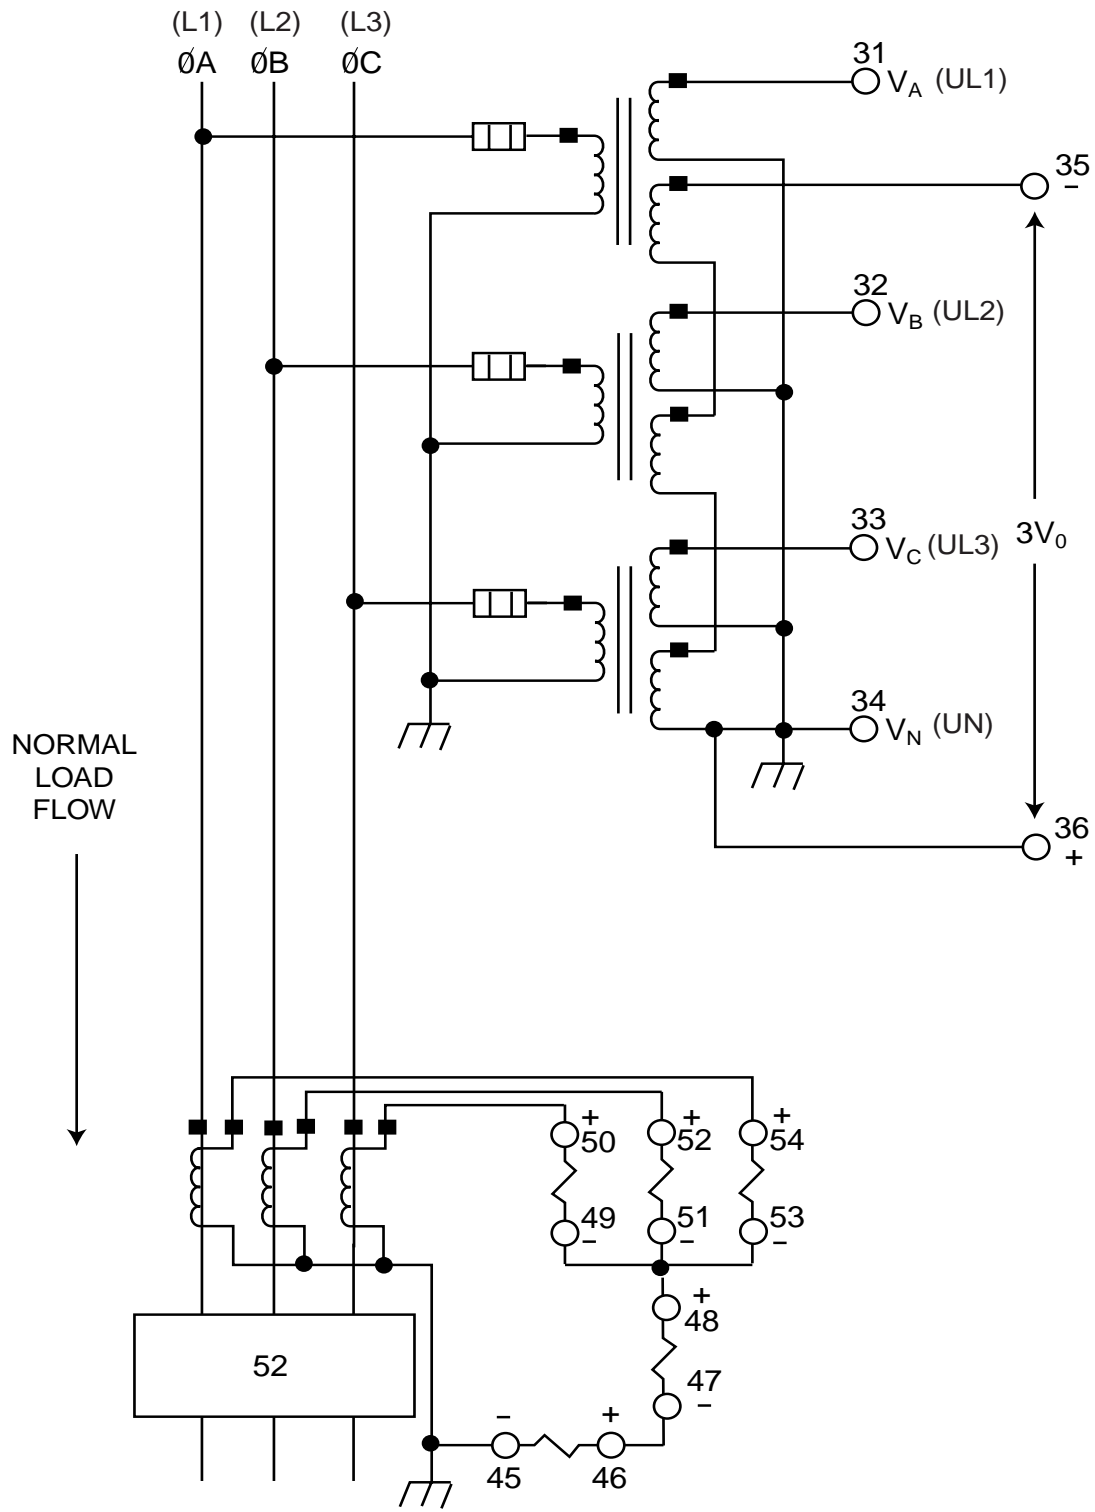 (L1) (L2) (L3)
ØA ØB ØC
31
VA (UL1)
35
–
32
VB (UL2)
33
VC (UL3)
3V0
34
VN (UN)
NORMAL
LOAD
FLOW
36
+
+ + +
50 52 54
49 51 53
– – –
+
48
52
47
–
– +
45 46